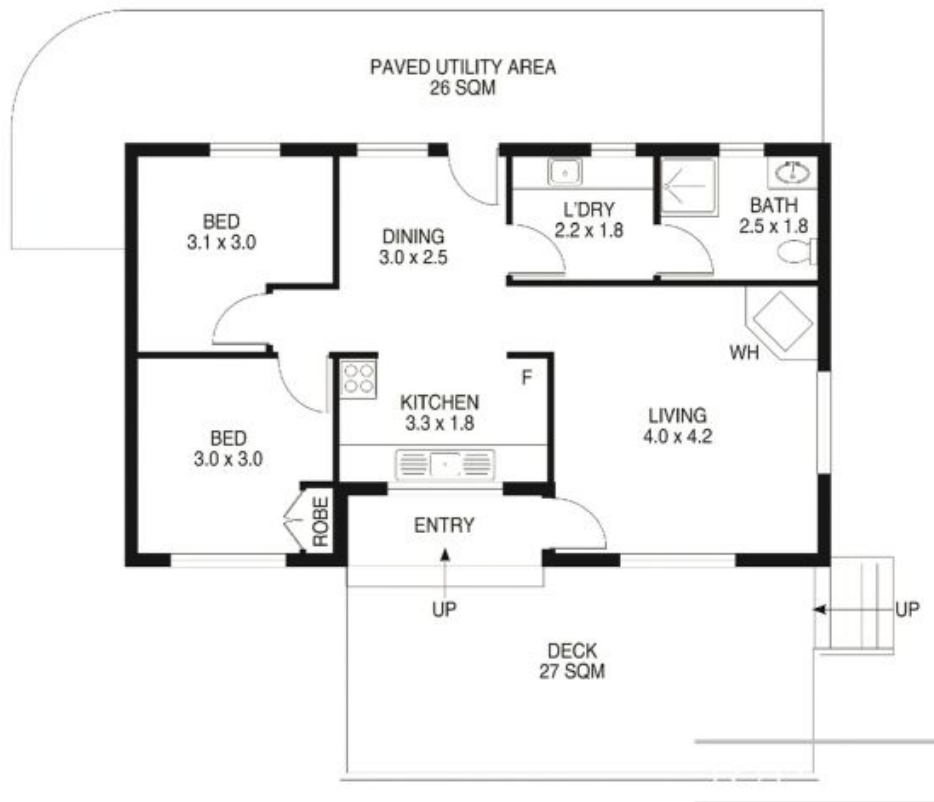 PAVED UTILITY AREA
26 SQM
BED
3.1 x 3.0
DINING
3.0 x 2.5
L'DRY
2.2 x 1.8
BATH
2.5 x 1.8
WH
LIVING
4.0 x 4.2
F
KITCHEN
3.3 x 1.8
BED
3.0 x 3.0
ROBE
ENTRY
UP
UP
DECK
27 SQM